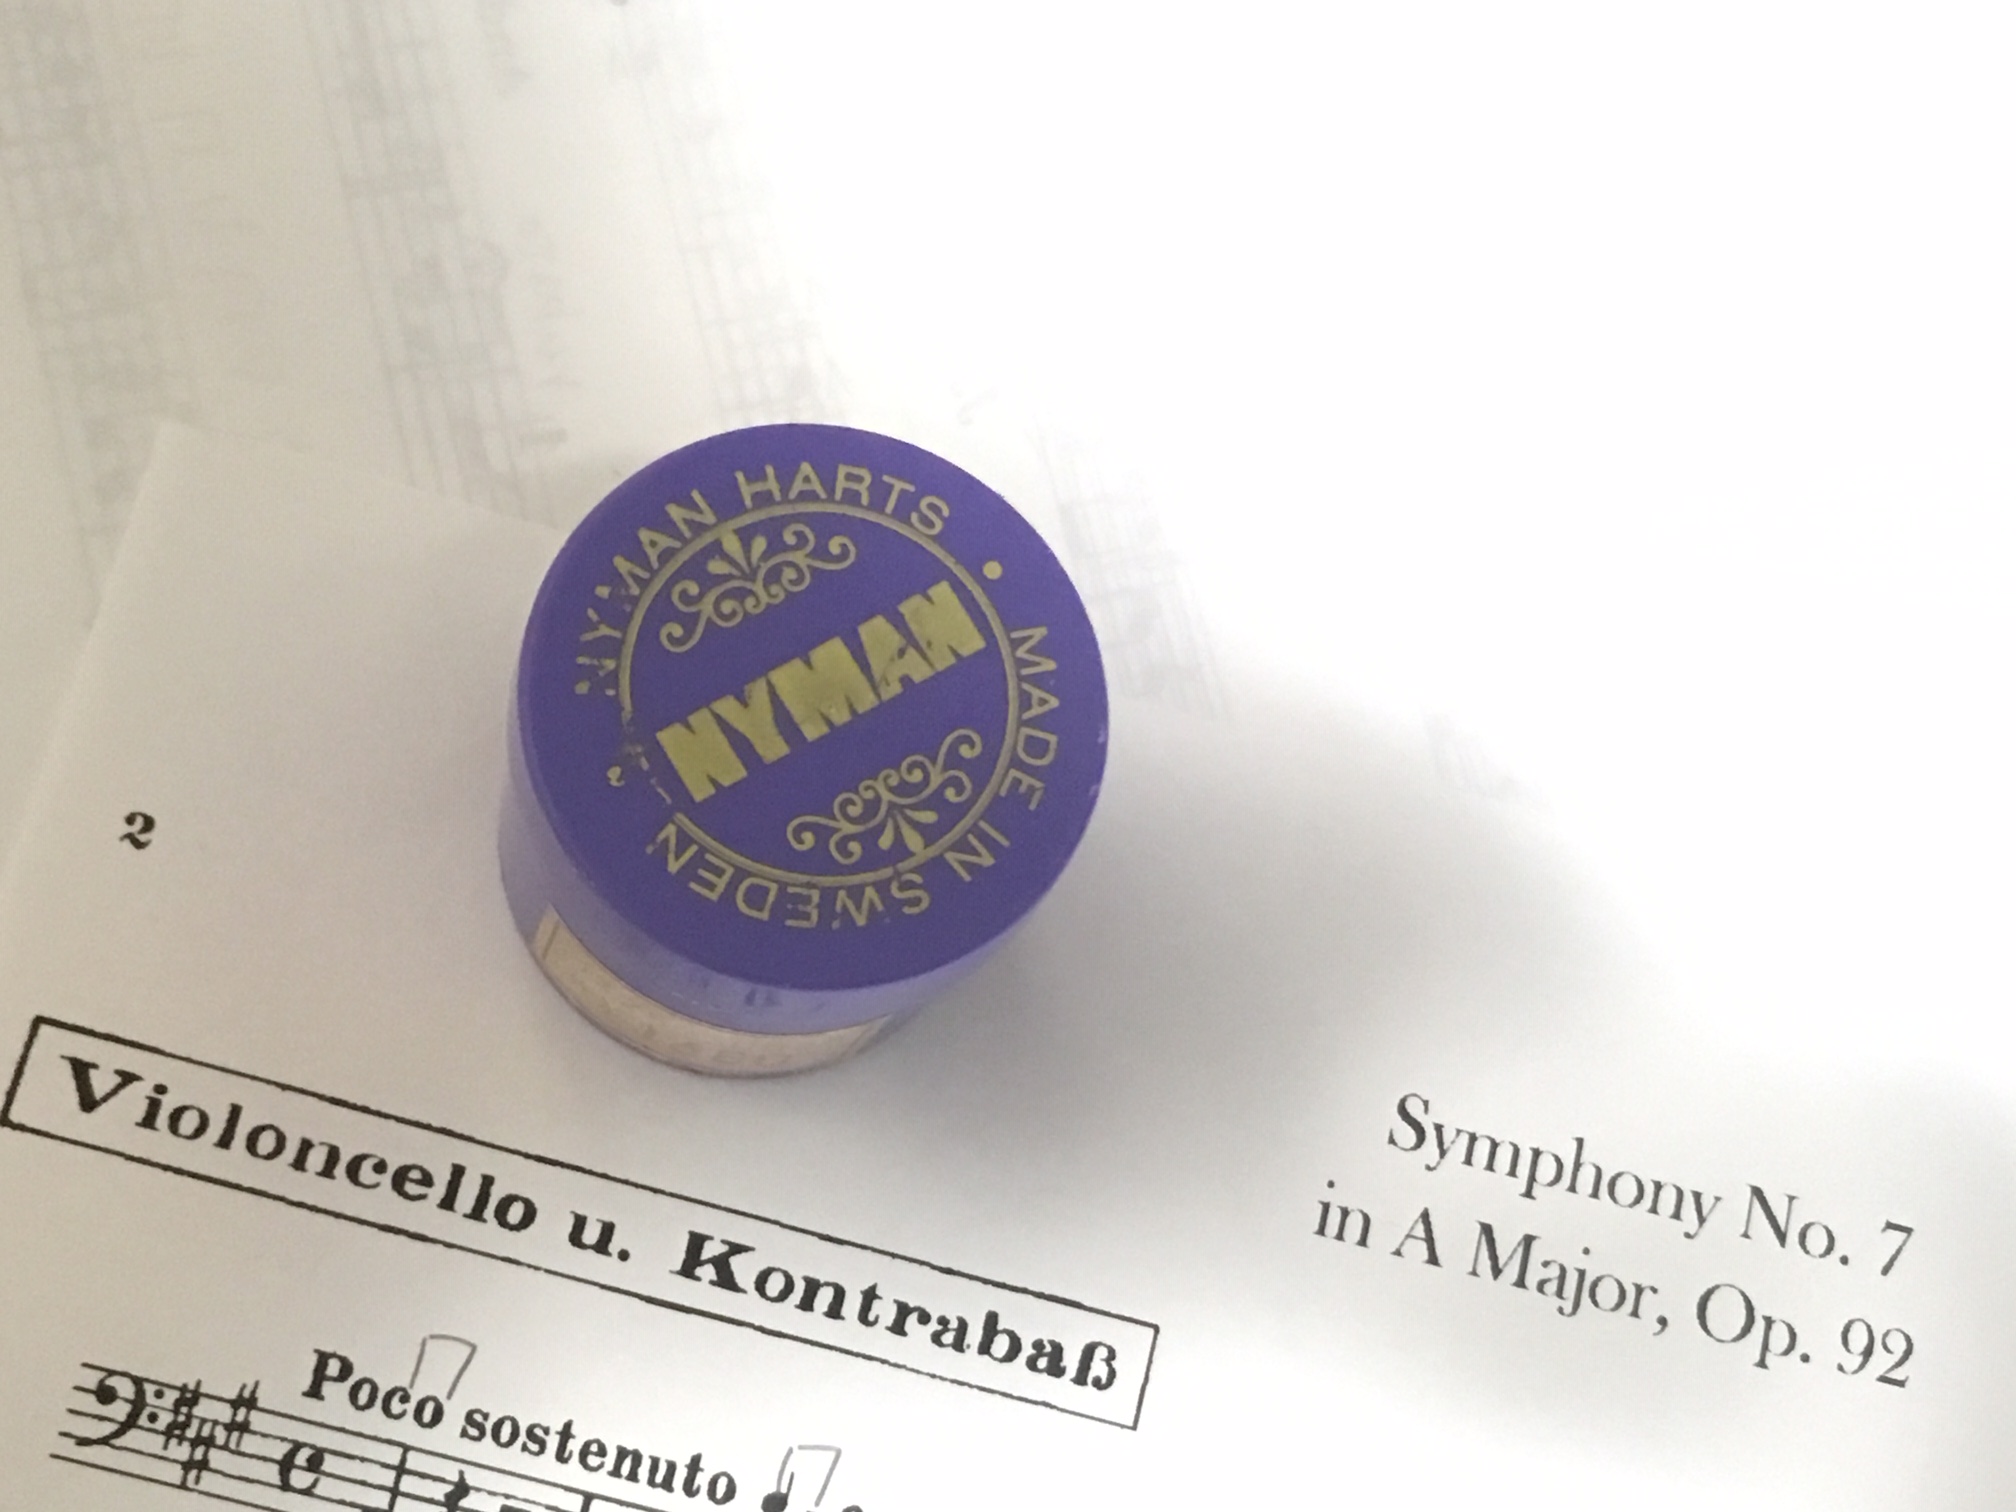 NYMAN HARTS • MADE IN SWEDEN •
NYMAN
2
Violoncello u. Kontrabaß
Symphony No. 7
in A Major, Op. 92
Poco sostenuto